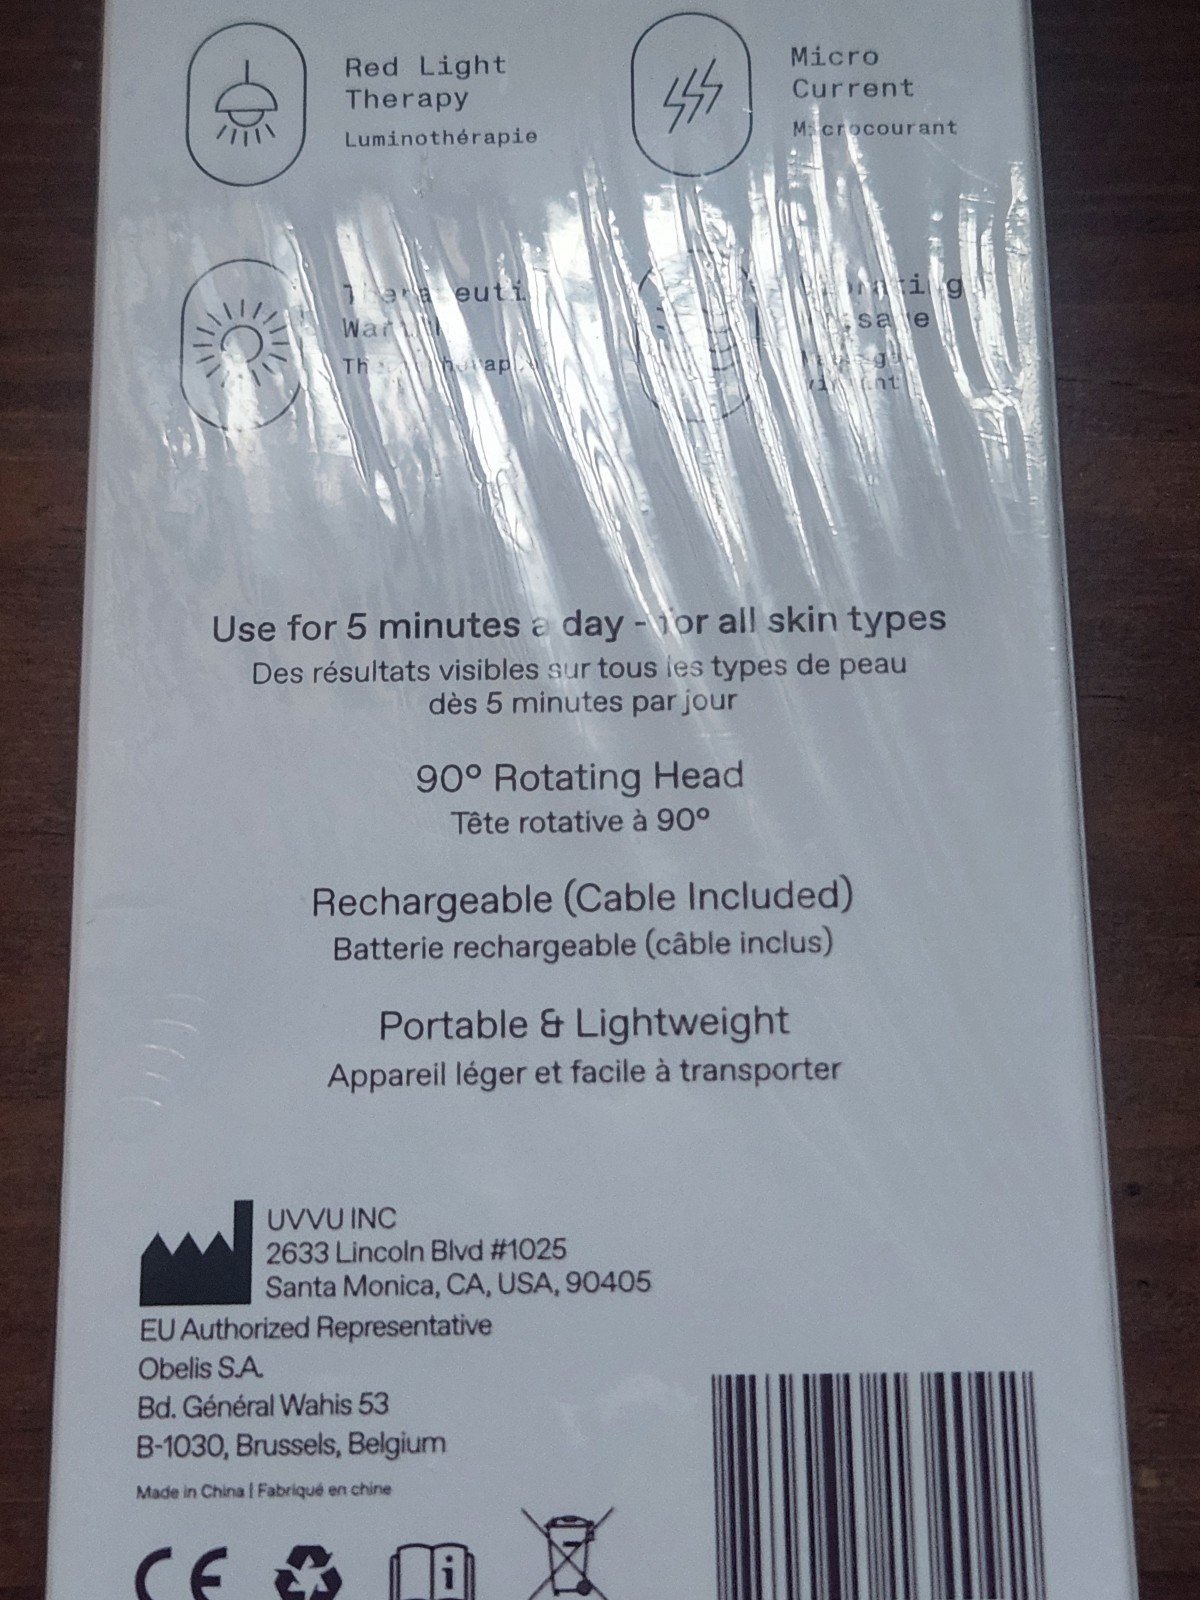 Red Light
Therapy
Luminothérapie
Micro
Current
Microcourant
Use for 5 minutes a day - for all skin types
Des résultats visibles sur tous les types de peau
dès 5 minutes par jour
90° Rotating Head
Tête rotative à 90°
Rechargeable (Cable Included)
Batterie rechargeable (câble inclus)
Portable & Lightweight
Appareil léger et facile à transporter
UVVU INC
2633 Lincoln Blvd #1025
Santa Monica, CA, USA, 90405
EU Authorized Representative
Obelis S.A.
Bd. Général Wahis 53
B-1030, Brussels, Belgium
Made in China | Fabriqué en chine
CE